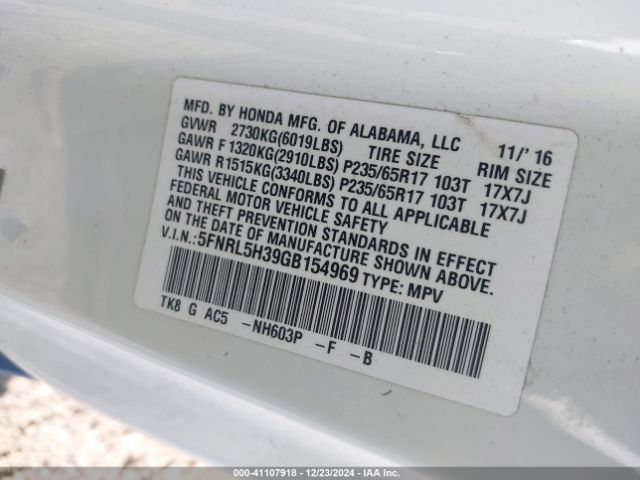 MFD. BY HONDA MFG. OF ALABAMA, LLC 11/' 16
GVWR 2730KG(6019LBS) TIRE SIZE RIM SIZE
GAWR F 1320KG(2910LBS) P235/65R17 103T 17X7J
GAWR R1515KG(3340LBS) P235/65R17 103T 17X7J
THIS VEHICLE CONFORMS TO ALL APPLICABLE
FEDERAL MOTOR VEHICLE SAFETY
AND THEFT PREVENTION STANDARDS IN EFFECT
ON THE DATE OF MANUFACTURE SHOWN ABOVE.
V.I.N.:5FNRL5H39GB154969 TYPE: MPV
TK8 G AC5 -NH603P -F -B
000-41107918 - 12/23/2024 - IAA Inc.